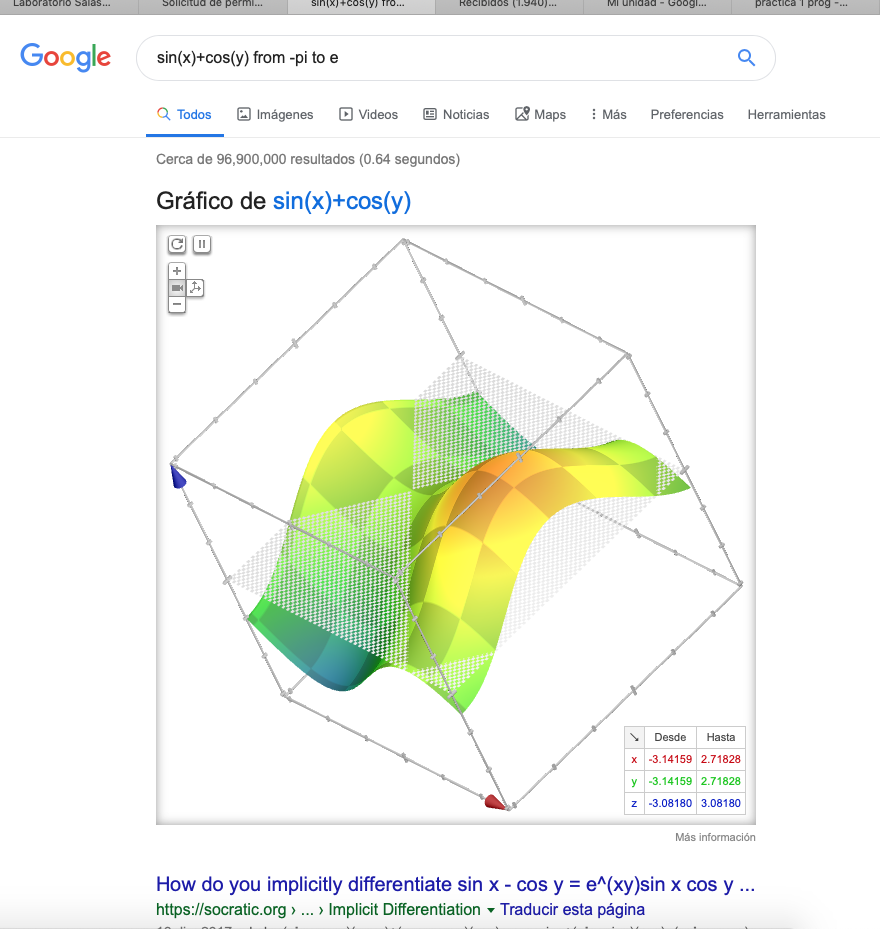 Laboratorio Salas...
Solicitud de permi...
sin(x)+cos(y) fro...
Recibidos (1.940)...
Mi unidad - Googl...
practica 1 prog -...
Google
sin(x)+cos(y) from -pi to e
Todos Imágenes Videos Noticias Maps Más Preferencias Herramientas
Cerca de 96,900,000 resultados (0.64 segundos)
Gráfico de sin(x)+cos(y)
Desde Hasta
x -3.14159 2.71828
y -3.14159 2.71828
z -3.08180 3.08180
Más información
How do you implicitly differentiate sin x - cos y = e^(xy)sin x cos y ...
https://socratic.org › ... › Implicit Differentiation Traducir esta página